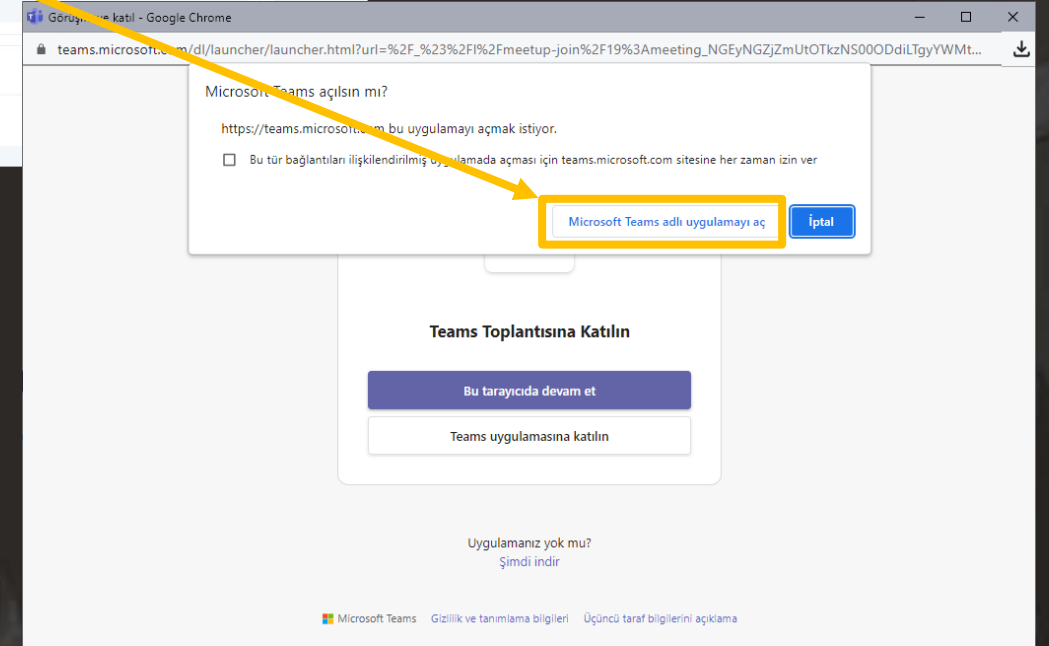 Görüşmeye katıl - Google Chrome
teams.microsoft.com/dl/launcher/launcher.html?url=%2F_%23%2Fl%2Fmeetup-join%2F19%3Ameeting_NGEyNGZjZmUtOTkzNS00ODdiLTgyYWMt...
Microsoft Teams açılsın mı?
https://teams.microsoft.com bu uygulamayı açmak istiyor.
Bu tür bağlantıları ilişkilendirilmiş uygulamada açması için teams.microsoft.com sitesine her zaman izin ver
Microsoft Teams adlı uygulamayı aç İptal
Teams Toplantısına Katılın
Bu tarayıcıda devam et
Teams uygulamasına katılın
Uygulamanız yok mu?
Şimdi indir
Microsoft Teams Gizlilik ve tanımlama bilgileri Üçüncü taraf bilgilerini açıklama